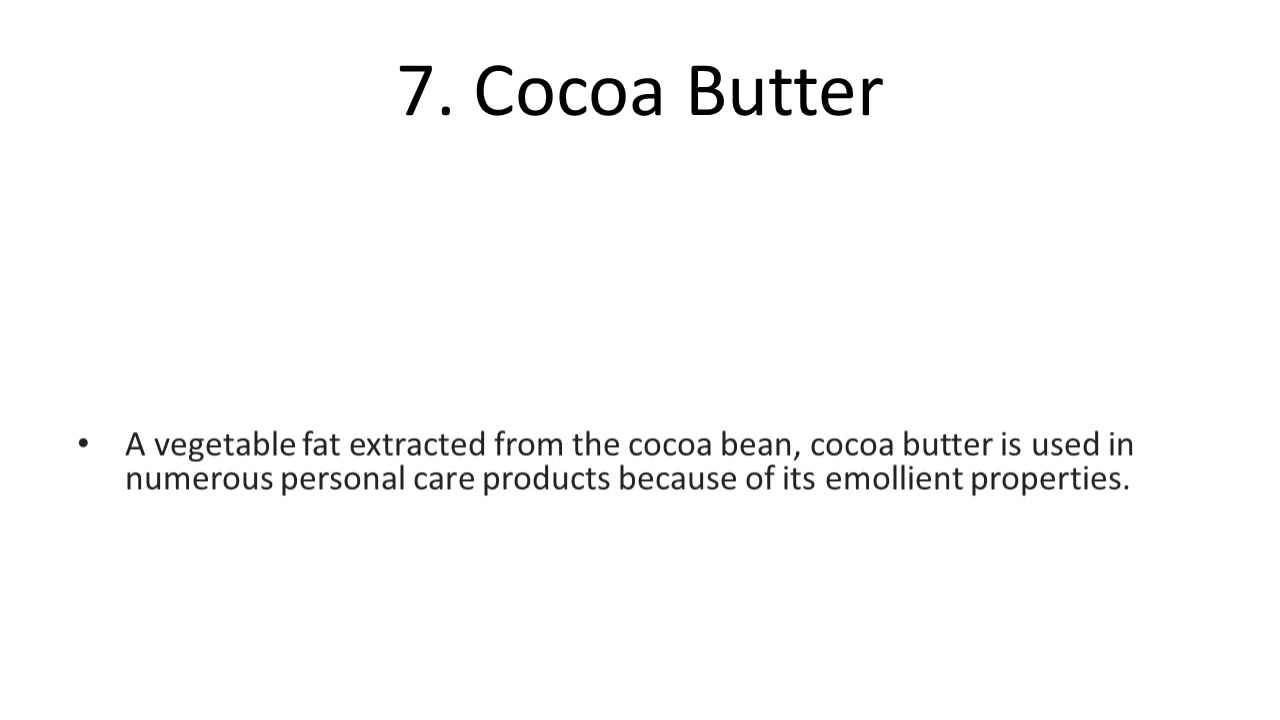 7. Cocoa Butter
• A vegetable fat extracted from the cocoa bean, cocoa butter is used in
numerous personal care products because of its emollient properties.